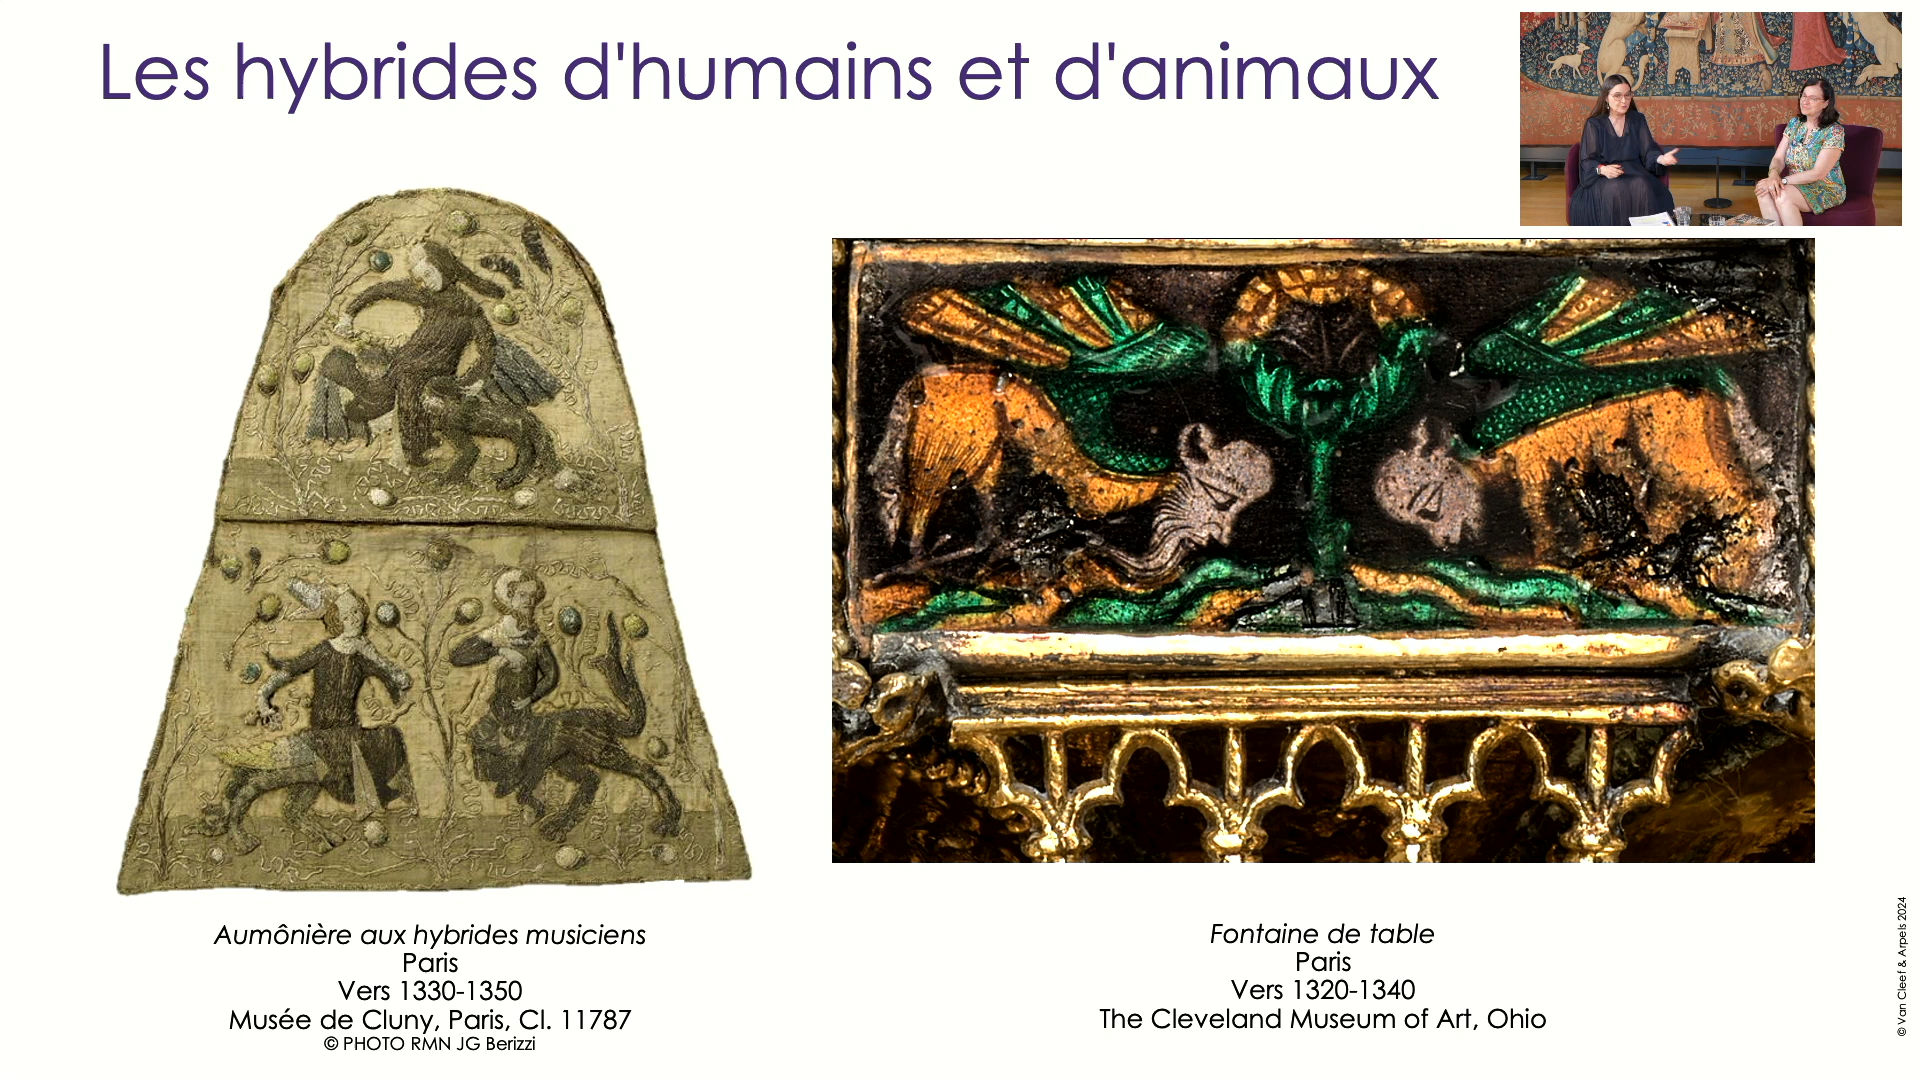 Les hybrides d'humains et d'animaux
Aumônière aux hybrides musiciens
Paris
Vers 1330-1350
Musée de Cluny, Paris, Cl. 11787
© PHOTO RMN JG Berizzi
Fontaine de table
Paris
Vers 1320-1340
The Cleveland Museum of Art, Ohio
© Van Cleef & Arpels 2024